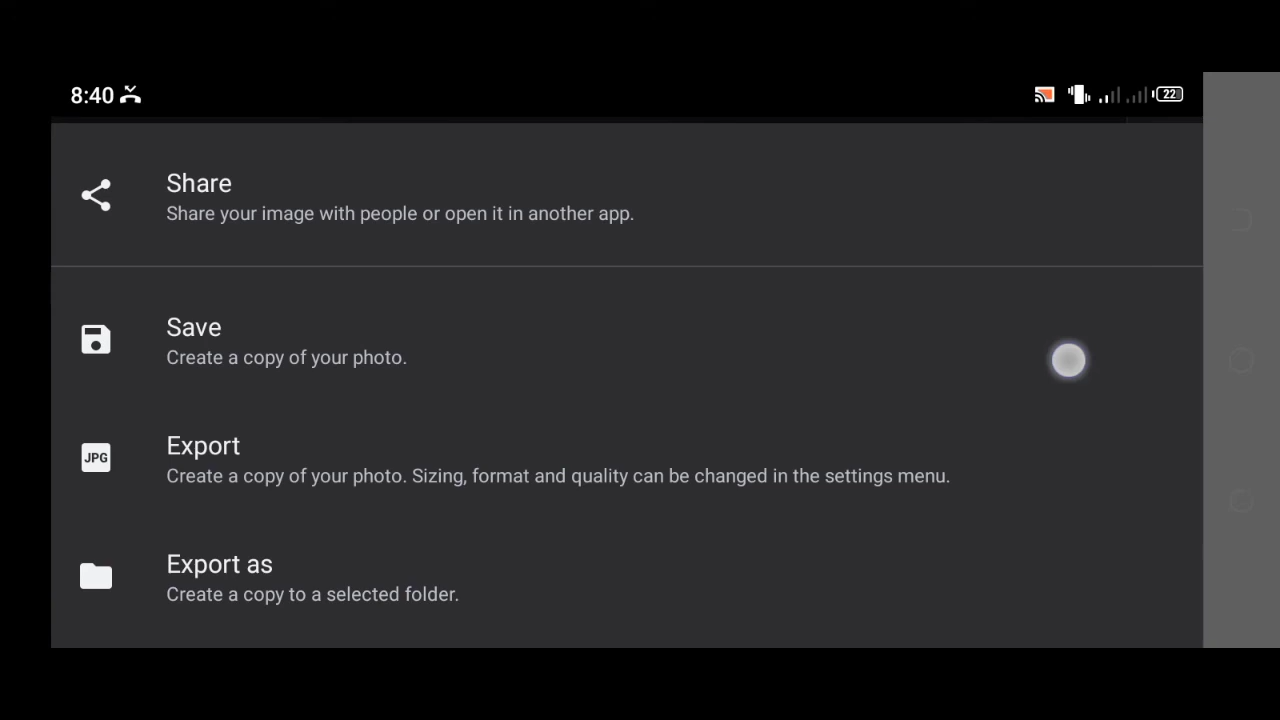 8:40
22
Share
Share your image with people or open it in another app.
Save
Create a copy of your photo.
JPG
Export
Create a copy of your photo. Sizing, format and quality can be changed in the settings menu.
Export as
Create a copy to a selected folder.